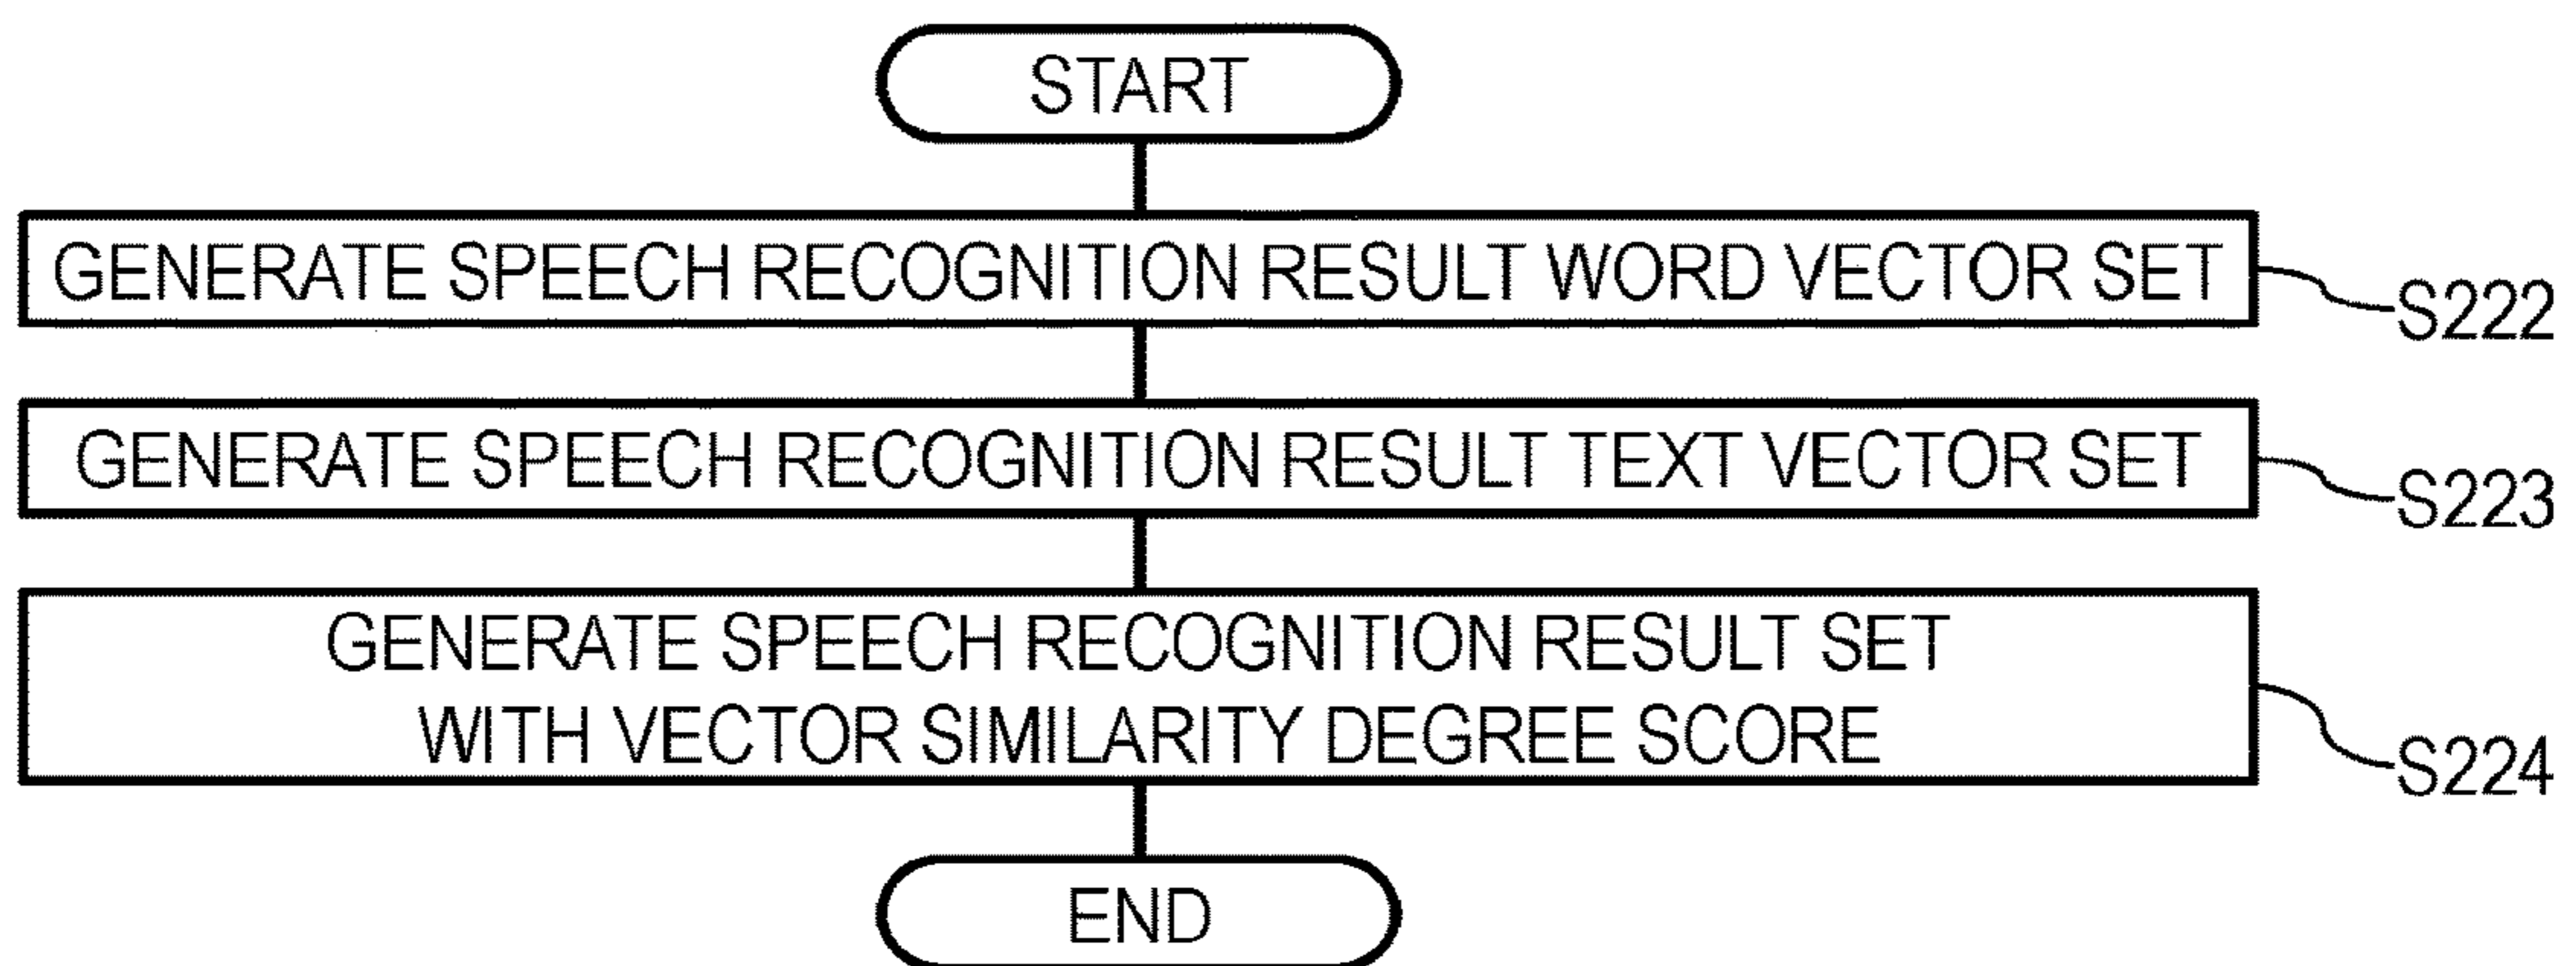 START
GENERATE SPEECH RECOGNITION RESULT WORD VECTOR SET
S222
GENERATE SPEECH RECOGNITION RESULT TEXT VECTOR SET
S223
GENERATE SPEECH RECOGNITION RESULT SET
WITH VECTOR SIMILARITY DEGREE SCORE
S224
END